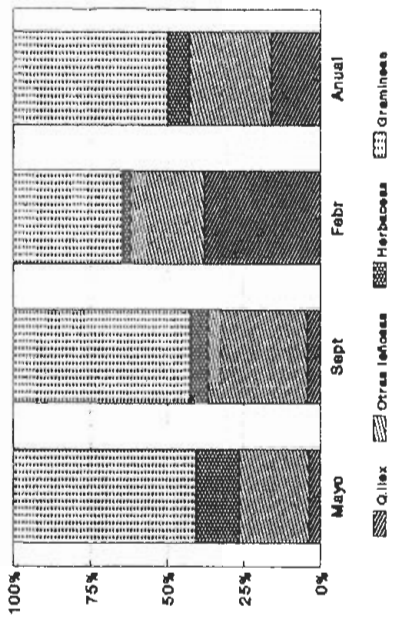 100%
75%
50%
25%
0%
Mayo Sept Febr Anual
Q.ilex Otras leñosas Herbaceas Gramineas